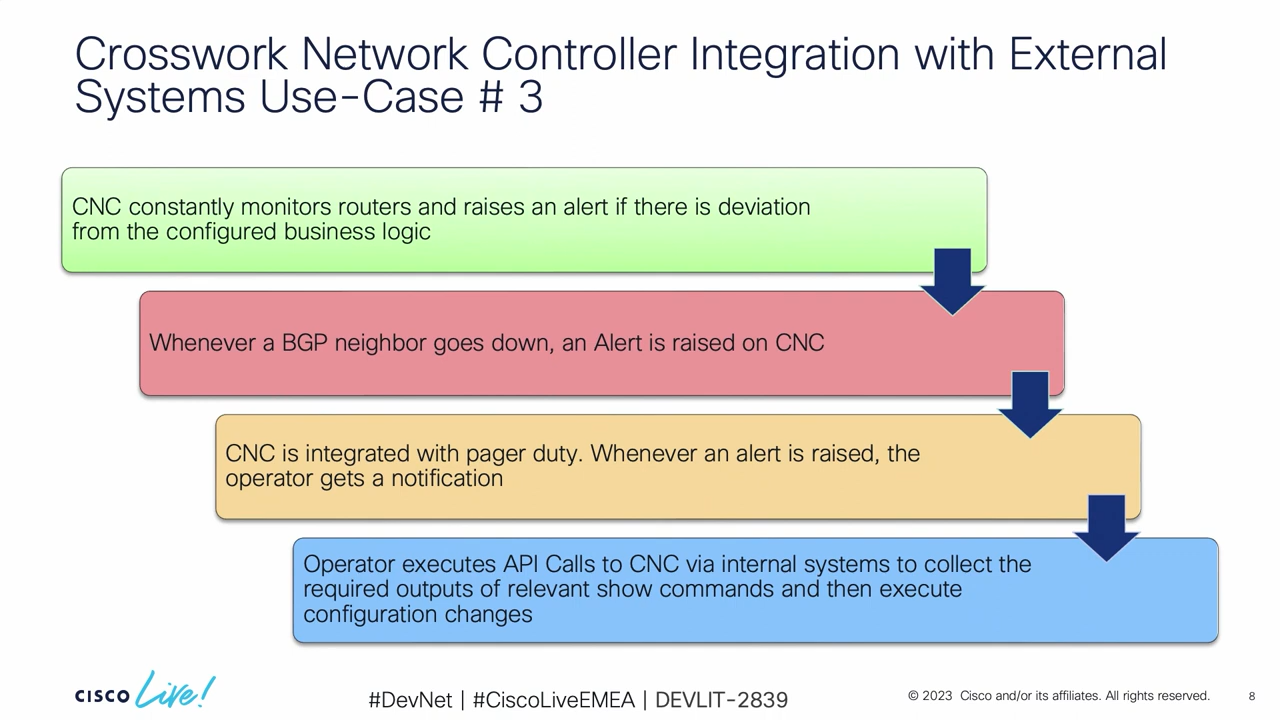 Crosswork Network Controller Integration with External
Systems Use-Case # 3
CNC constantly monitors routers and raises an alert if there is deviation
from the configured business logic
Whenever a BGP neighbor goes down, an Alert is raised on CNC
CNC is integrated with pager duty. Whenever an alert is raised, the
operator gets a notification
Operator executes API Calls to CNC via internal systems to collect the
required outputs of relevant show commands and then execute
configuration changes
CISCO Live!
#DevNet | #CiscoLiveEMEA | DEVLIT-2839
© 2023 Cisco and/or its affiliates. All rights reserved.
8